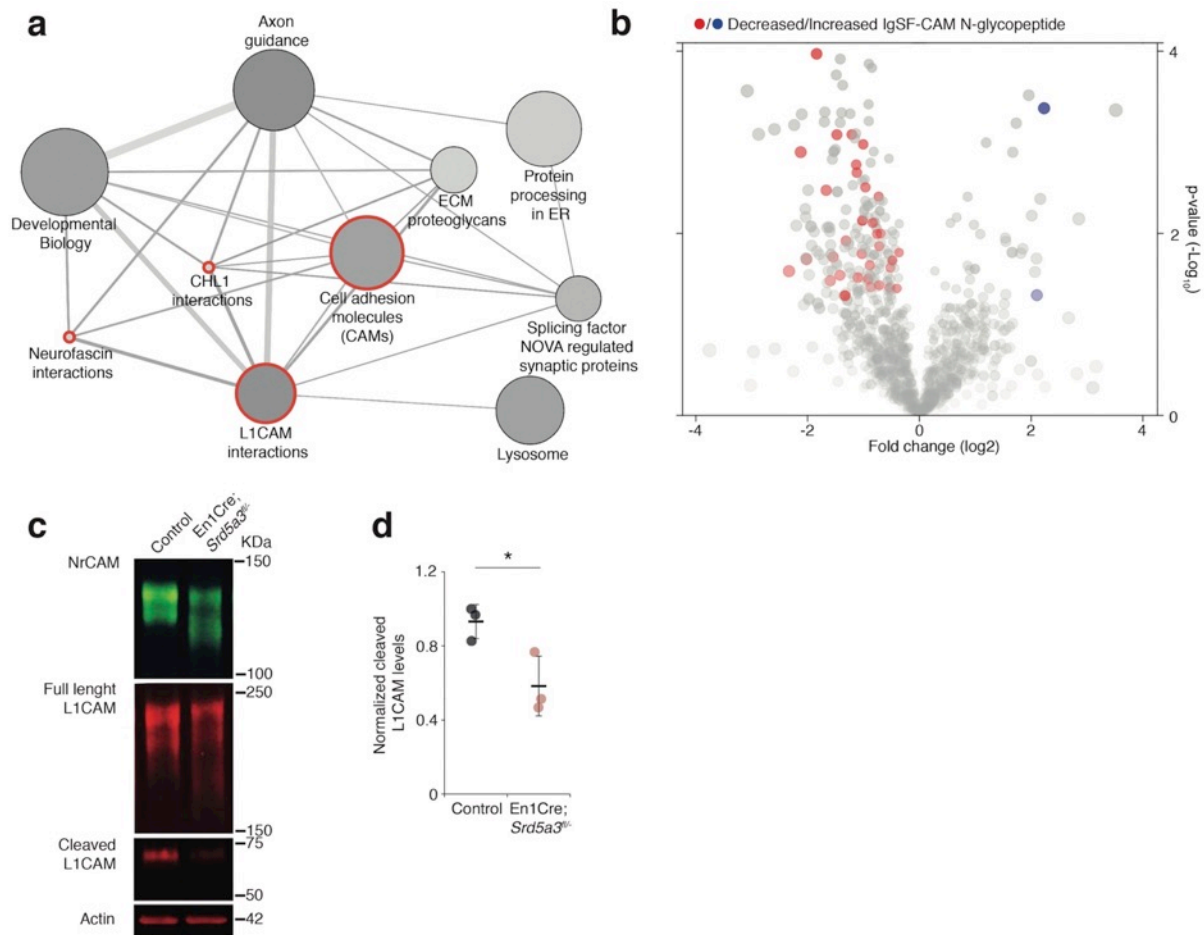 a
Axon
guidance
Developmental
Biology
CHL1
interactions
Neurofascin
interactions
L1CAM
interactions
Cell adhesion
molecules
(CAMs)
ECM
proteoglycans
Protein
processing
in ER
Splicing factor
NOVA regulated
synaptic proteins
Lysosome
b
/ Decreased/Increased IgSF-CAM N-glycopeptide
4
2
0
p-value (-Log10)
-4 -2 0 2 4
Fold change (log2)
c
Control
En1Cre;
Srd5a3fl/-
KDa
NrCAM
150
100
Full lenght
L1CAM
250
150
Cleaved
L1CAM
75
50
Actin
42
d
*
1.2
0.8
0.4
0
Normalized cleaved
L1CAM levels
Control
En1Cre;
Srd5a3fl/-